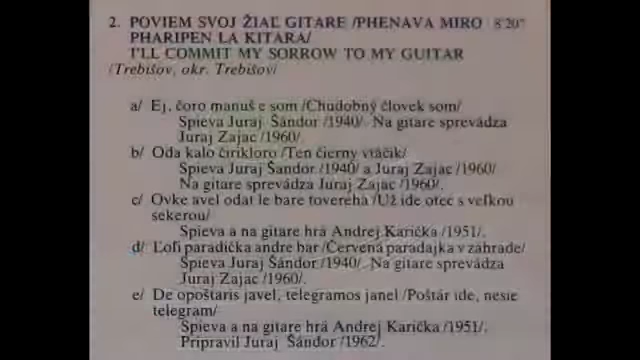 2. POVIEM SVOJ ŽIAĽ GITARE /PHENAVA MIRO 8'20"
PHARIPEN LA KITARA/
I'LL COMMIT MY SORROW TO MY GUITAR
/Trebišov, okr. Trebišov/
a/ Ej, čoro manuš e som /Chudobný človek som/
Spieva Juraj Šándor /1940/. Na gitare sprevádza
Juraj Zajac /1960/.
b/ Oda kalo čirikloro /Ten čierny vtáčik/
Spieva Juraj Šandor /1940/ a Juraj Zajac /1960/
Na gitare sprevádza Juraj Zajac /1960/.
c/ Ovke avel odat le bare tovereha /Už ide otec s veľkou
sekerou/
Spieva a na gitare hrá Andrej Karička /1951/.
d/ Ľoľi paradička andre bar /Červená paradajka v záhrade/
Spieva Juraj Šándor /1940/. Na gitare sprevádza
Juraj Zajac /1960/.
e/ De opoštaris javel, telegramos janel /Poštár ide, nesie
telegram/
Spieva a na gitare hrá Andrej Karička /1951/.
Pripravil Juraj Šándor /1962/.